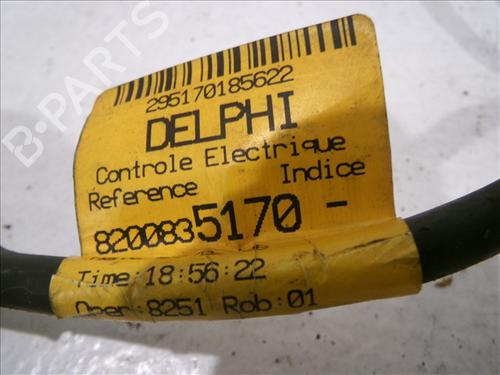 295170185622
DELPHI
Controle Electrique
Reference Indice
8200835170 -
Time:18:56:22
Oper:8251 Rob:01
B-PARTS